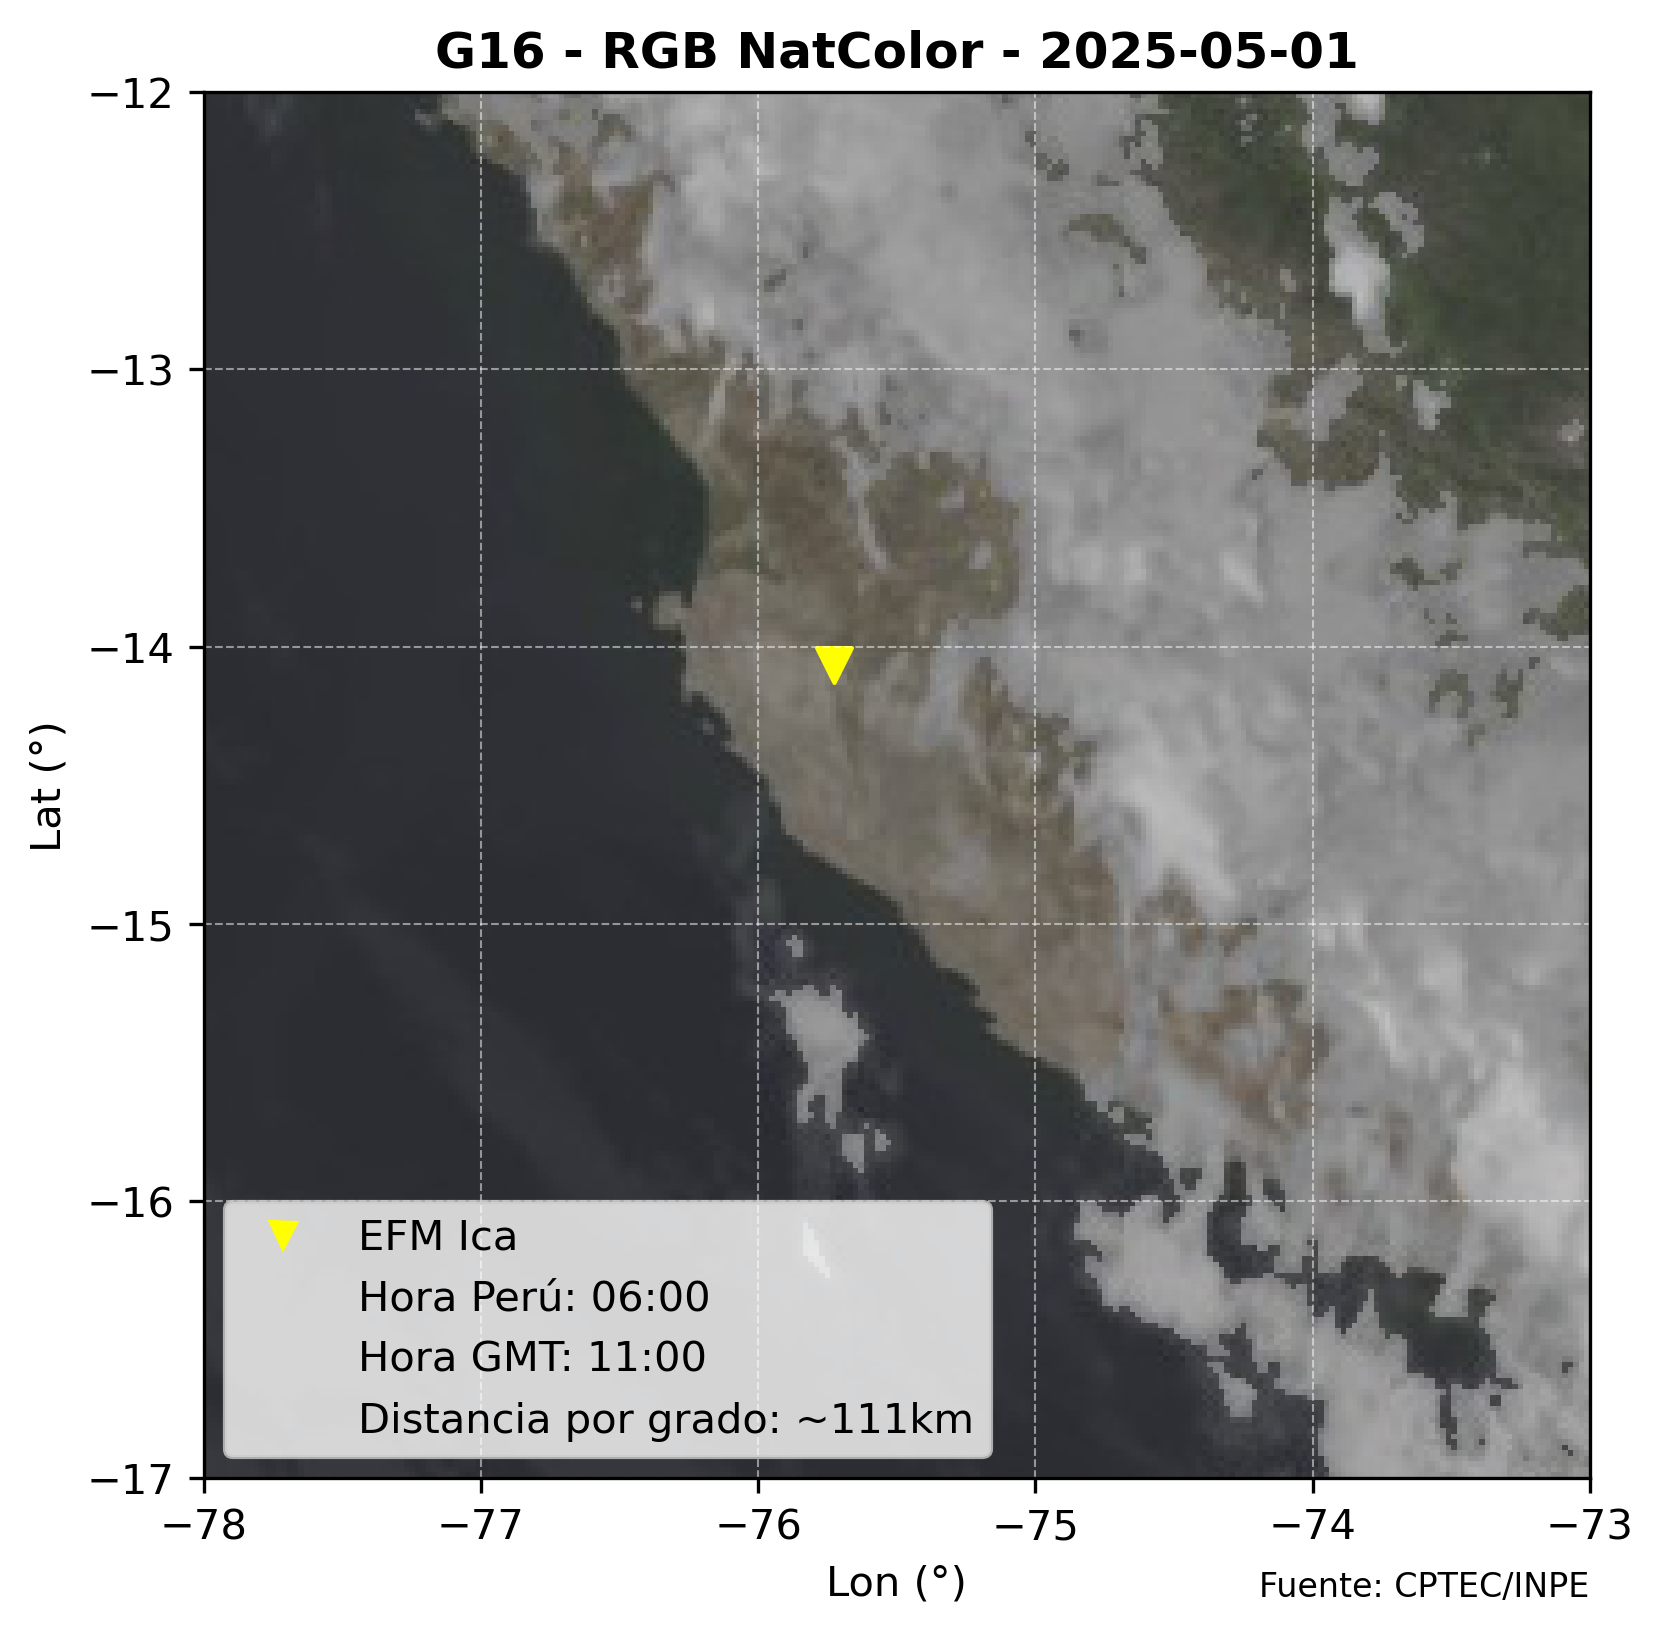 G16 - RGB NatColor - 2025-05-01
−12
−13
−14
−15
−16
−17
Lat (°)
EFM Ica
Hora Perú: 06:00
Hora GMT: 11:00
Distancia por grado: ~111km
−78 −77 −76 −75 −74 −73
Lon (°)
Fuente: CPTEC/INPE